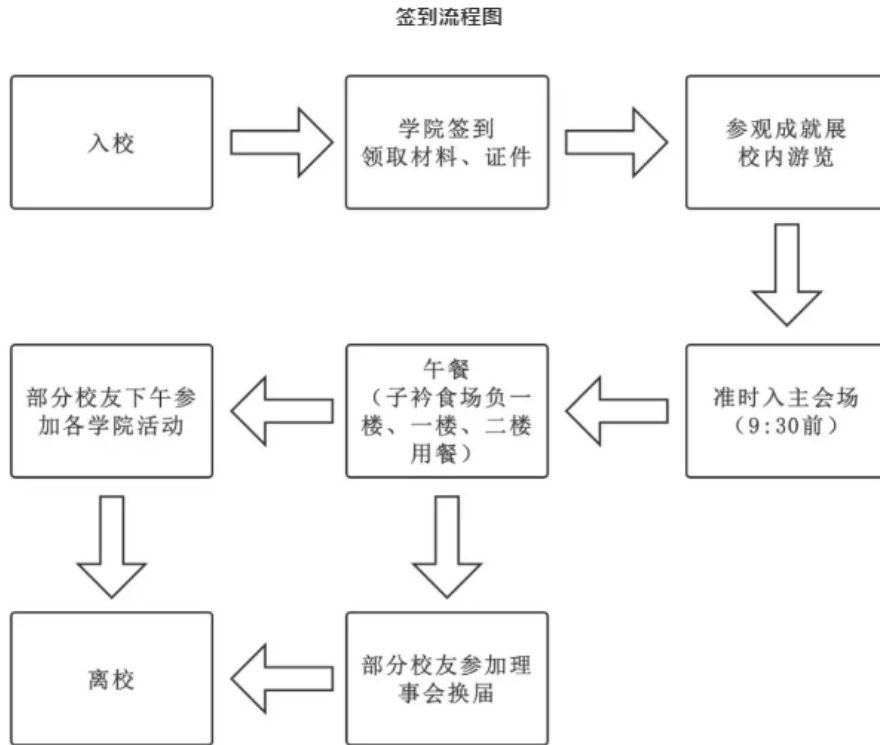 签到流程图
入校
学院签到
领取材料、证件
参观成就展
校内游览
部分校友下午参
加各学院活动
午餐
（子衿食场负一
楼、一楼、二楼
用餐）
准时入主会场
（9:30前）
离校
部分校友参加理
事会换届